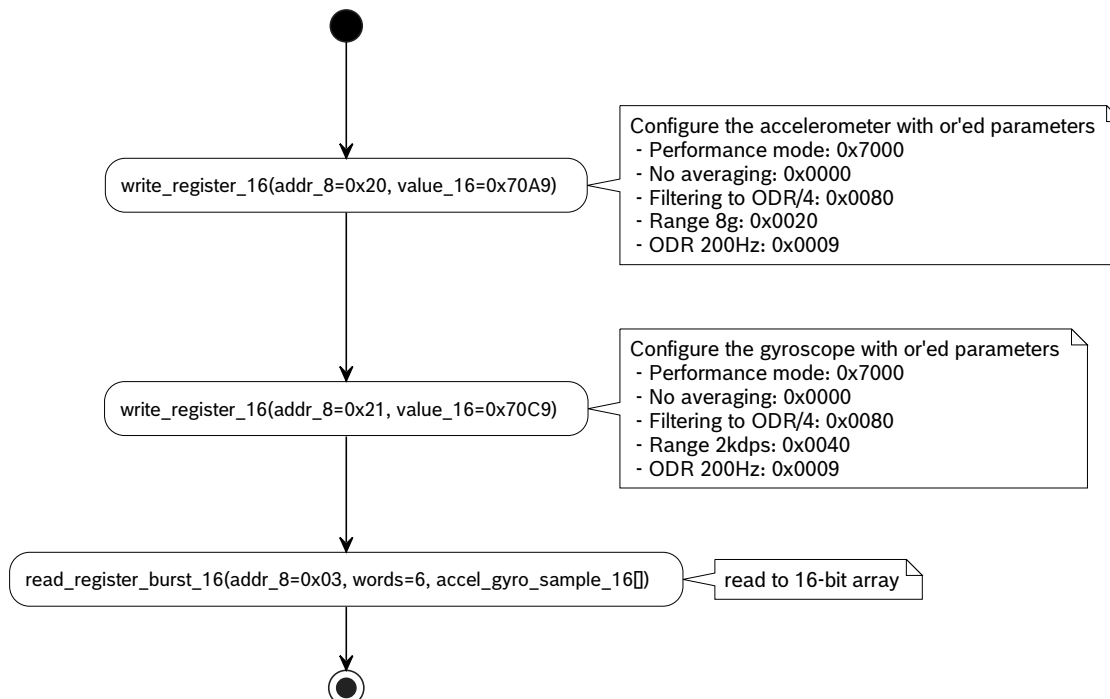 Configure the accelerometer with or'ed parameters
- Performance mode: 0x7000
- No averaging: 0x0000
- Filtering to ODR/4: 0x0080
- Range 8g: 0x0020
- ODR 200Hz: 0x0009
write_register_16(addr_8=0x20, value_16=0x70A9)
Configure the gyroscope with or'ed parameters
- Performance mode: 0x7000
- No averaging: 0x0000
- Filtering to ODR/4: 0x0080
- Range 2kdps: 0x0040
- ODR 200Hz: 0x0009
write_register_16(addr_8=0x21, value_16=0x70C9)
read_register_burst_16(addr_8=0x03, words=6, accel_gyro_sample_16[])
read to 16-bit array